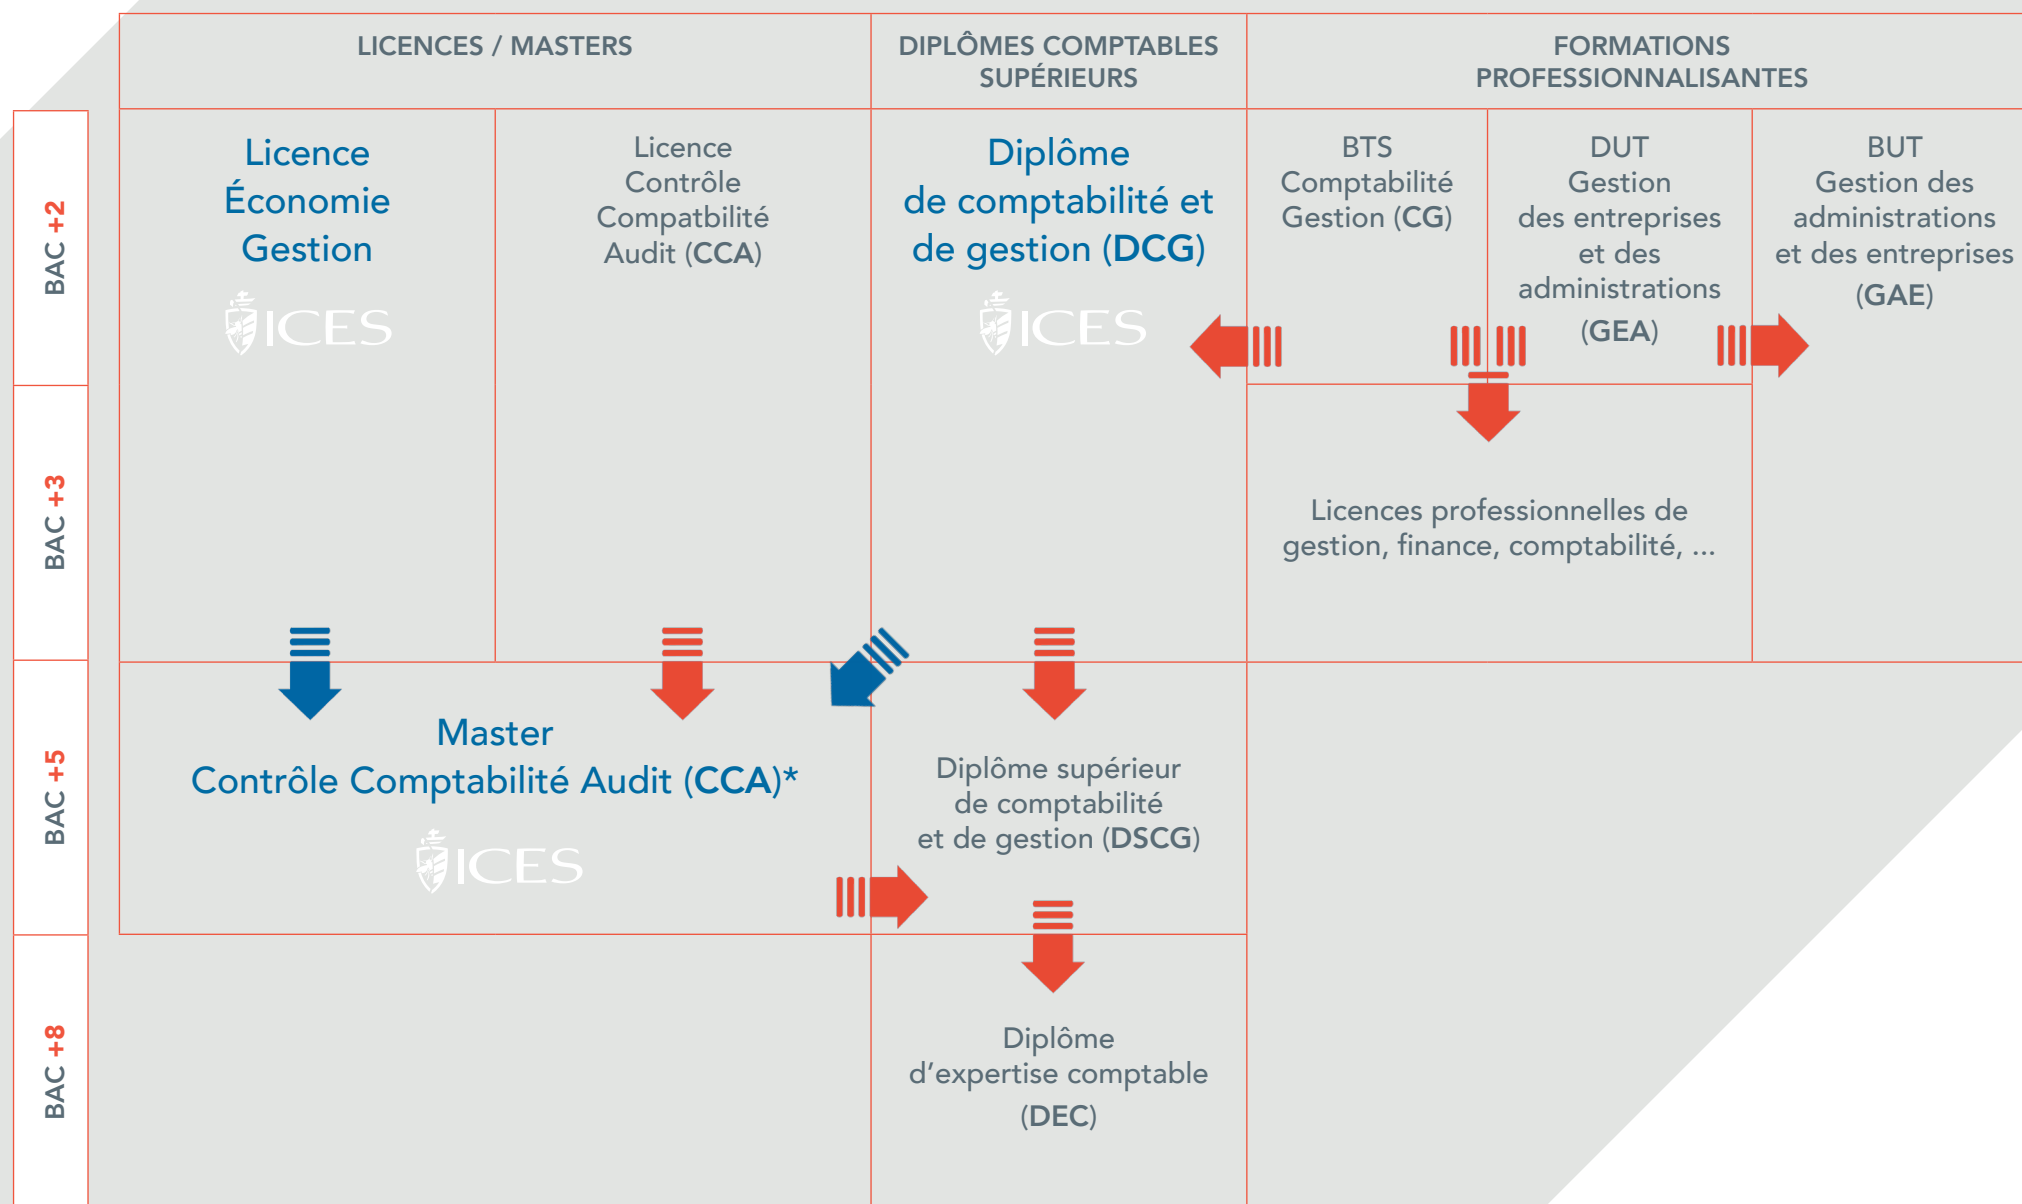 LICENCES / MASTERS
DIPLÔMES COMPTABLES
SUPÉRIEURS
FORMATIONS
PROFESSIONNALISANTES
BAC +2
Licence
Économie
Gestion
ICES
Licence
Contrôle
Compatbilité
Audit (CCA)
Diplôme
de comptabilité et
de gestion (DCG)
ICES
BTS
Comptabilité
Gestion (CG)
DUT
Gestion
des entreprises
et des
administrations
(GEA)
BUT
Gestion des
administrations
et des entreprises
(GAE)
BAC +3
Licences professionnelles de
gestion, finance, comptabilité, ...
BAC +5
Master
Contrôle Comptabilité Audit (CCA)*
ICES
Diplôme supérieur
de comptabilité
et de gestion (DSCG)
BAC +8
Diplôme
d’expertise comptable
(DEC)